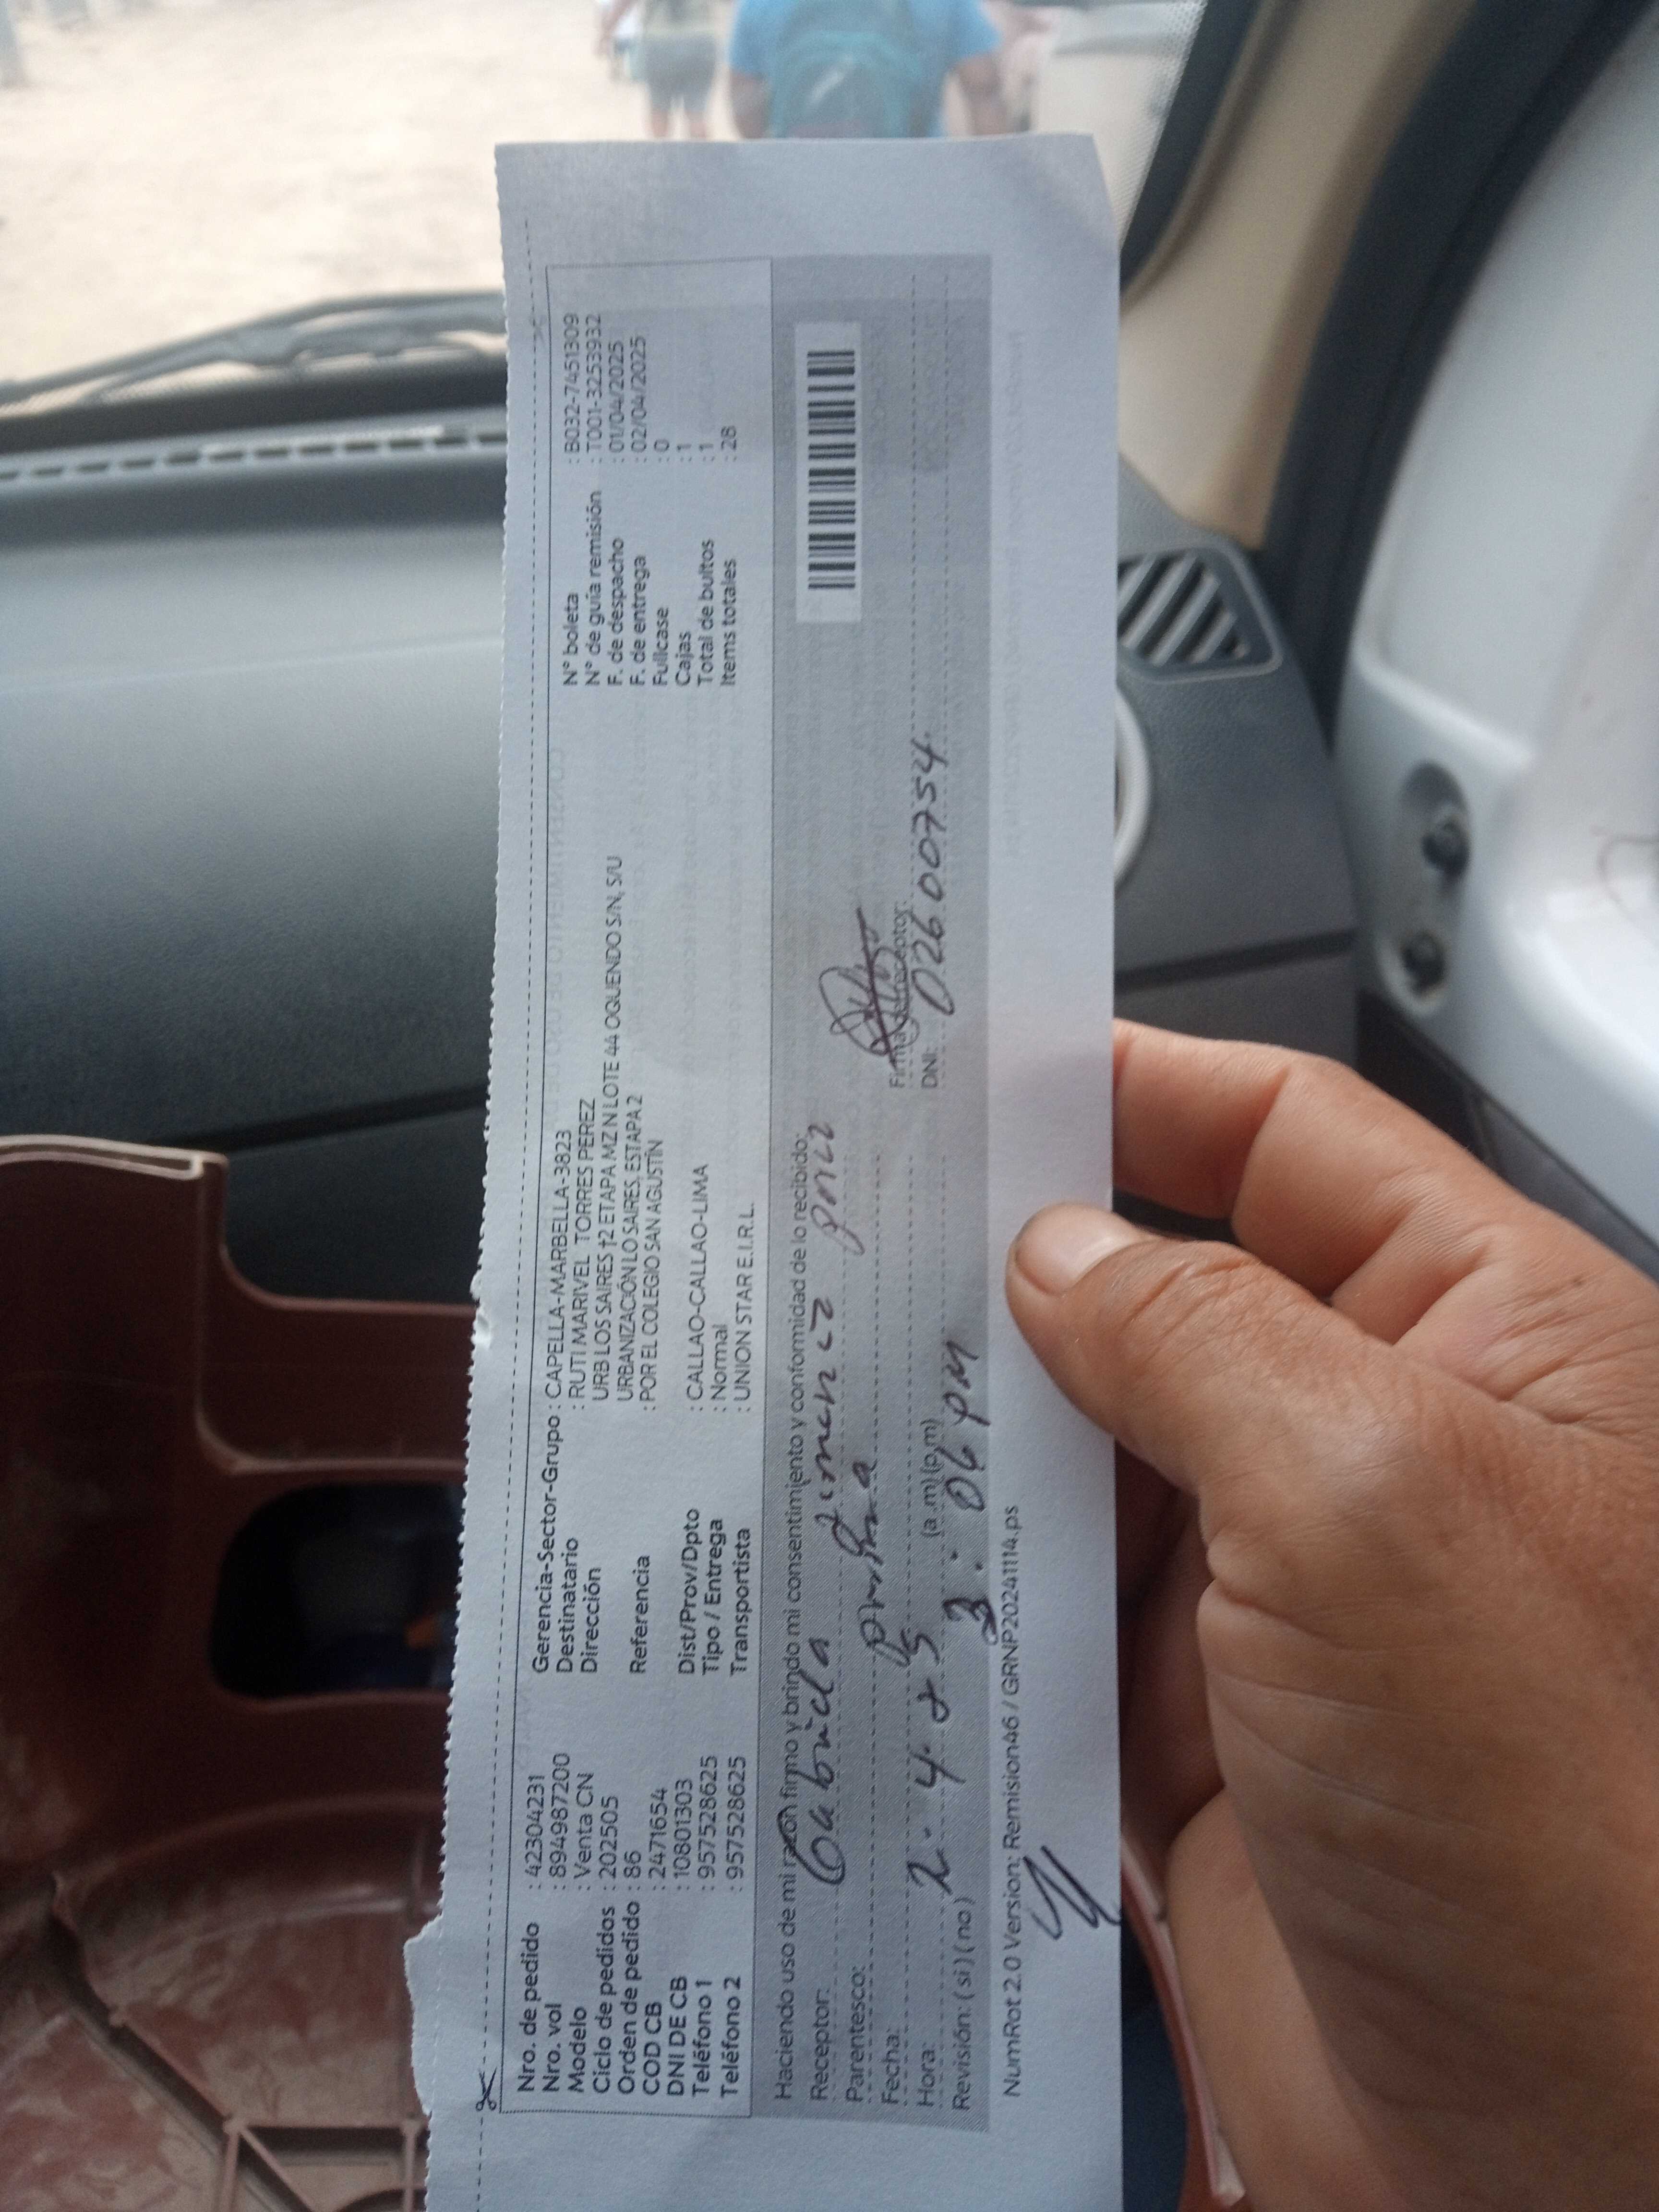 Nro. de pedido : 42304231
Nro. vol : 894987200
Modelo : Venta CN
Ciclo de pedidos : 202505
Orden de pedido : 86
COD CB : 2471654
DNI DE CB : 10801303
Teléfono 1 : 957528625
Teléfono 2 : 957528625
Gerencia-Sector-Grupo : CAPELLA-MARBELLA-3823
Destinatario : RUTI MARIVEL TORRES PEREZ
Dirección URB LOS SAIRES †2 ETAPA MZ N LOTE 44 OQUENDO S/N, S/U
URBANIZACIÓN LO SAIRES, ESTAPA 2
Referencia : POR EL COLEGIO SAN AGUSTÍN
Dist/Prov/Dpto : CALLAO-CALLAO-LIMA
Tipo / Entrega : Normal
Transportista : UNION STAR E.I.R.L.
N° boleta : B032-7451309
N° de guía remisión : T001-3253932
F. de despacho : 01/04/2025
F. de entrega : 02/04/2025
Fullcase : 0
Cajas : 1
Total de bultos : 1
Items totales : 28
Haciendo uso de mi razón firmo y brindo mi consentimiento y conformidad de lo recibido:
Receptor: Gabriela
Parentesco:
Fecha: 2. 4. 25
Hora: 3:06 pm (a.m) (p.m)
Revisión: ( si ) ( no )
Firma del receptor:
DNI: 02600754.
NumRot 2.0 Version: Remision46 / GRNP20241114.ps